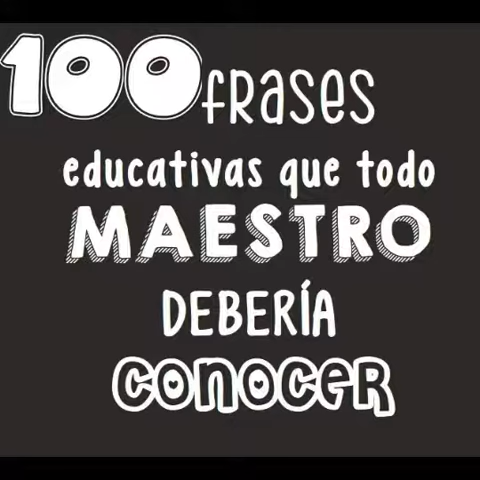 100 frases
educativas que todo
MAESTRO
DEBERÍA
CONOCER